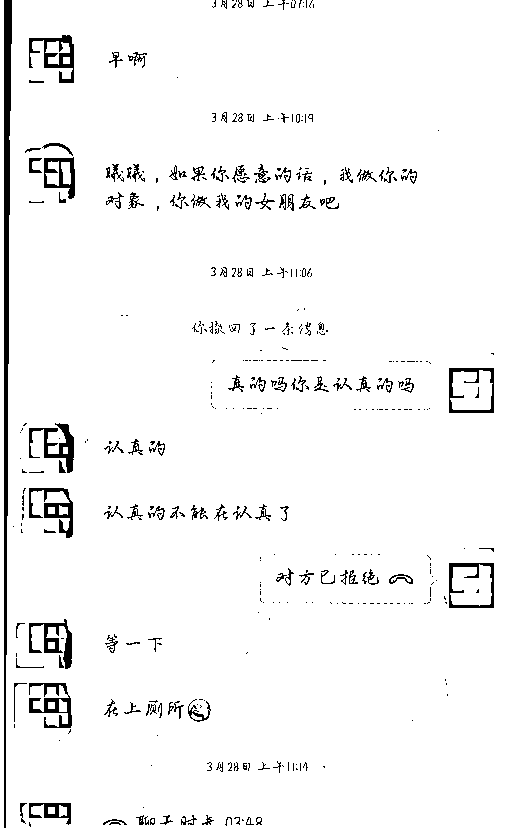 3月28日 上午07:16
早啊
3月28日 上午10:19
曦曦，如果你愿意的话，我做你的
对象，你做我的女朋友吧
3月28日 上午11:06
你撤回了一条信息
真的吗你是认真的吗
认真的
认真的不能在认真了
对方已拒绝
等一下
在上厕所
3月28日 上午11:14
聊天时长 03:48